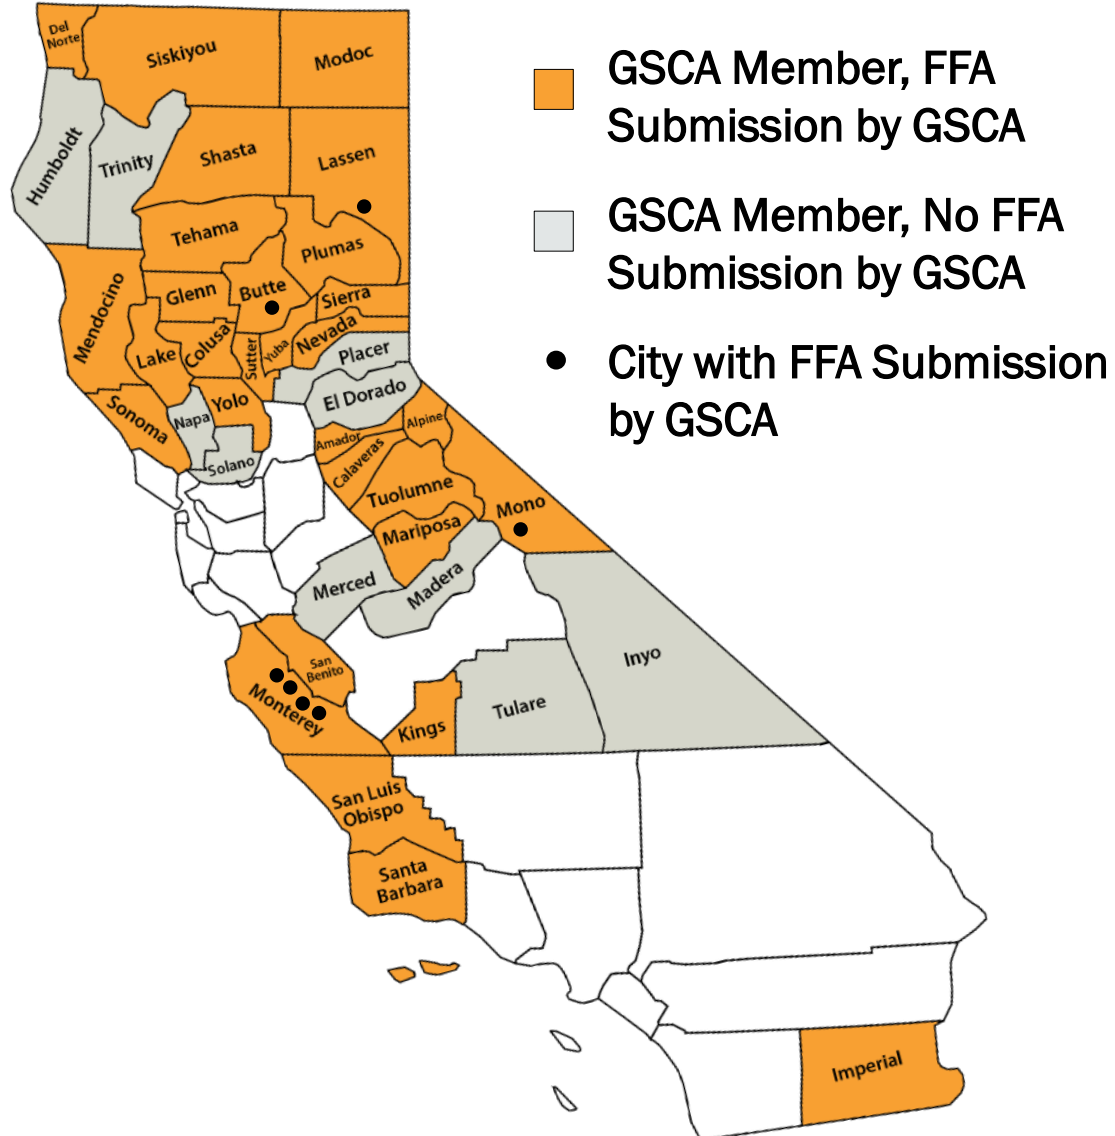 Del
Norte
Siskiyou
Modoc
Humboldt
Trinity
Shasta
Lassen
Tehama
Plumas
Mendocino
Glenn
Butte
Sierra
Lake
Colusa
Sutter
Yuba
Nevada
Placer
El Dorado
Sonoma
Napa
Yolo
Solano
Amador
Alpine
Calaveras
Tuolumne
Mono
Mariposa
Merced
Madera
San
Benito
Monterey
Kings
Tulare
Inyo
San Luis
Obispo
Santa
Barbara
Imperial
GSCA Member, FFA
Submission by GSCA
GSCA Member, No FFA
Submission by GSCA
City with FFA Submission
by GSCA